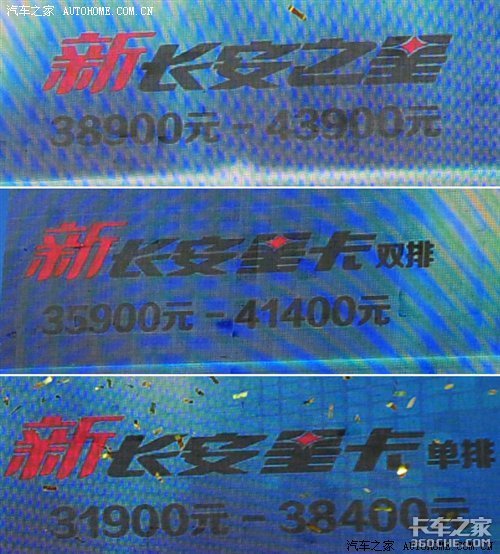 汽车之家 AUTOHOME.COM.CN
新长安之星
38900元-43900元
新长安星卡 双排
35900元-41400元
新长安星卡 单排
31900元-38400元
卡车之家
360CHE.COM
汽车之家 AUTOHOME.COM.CN